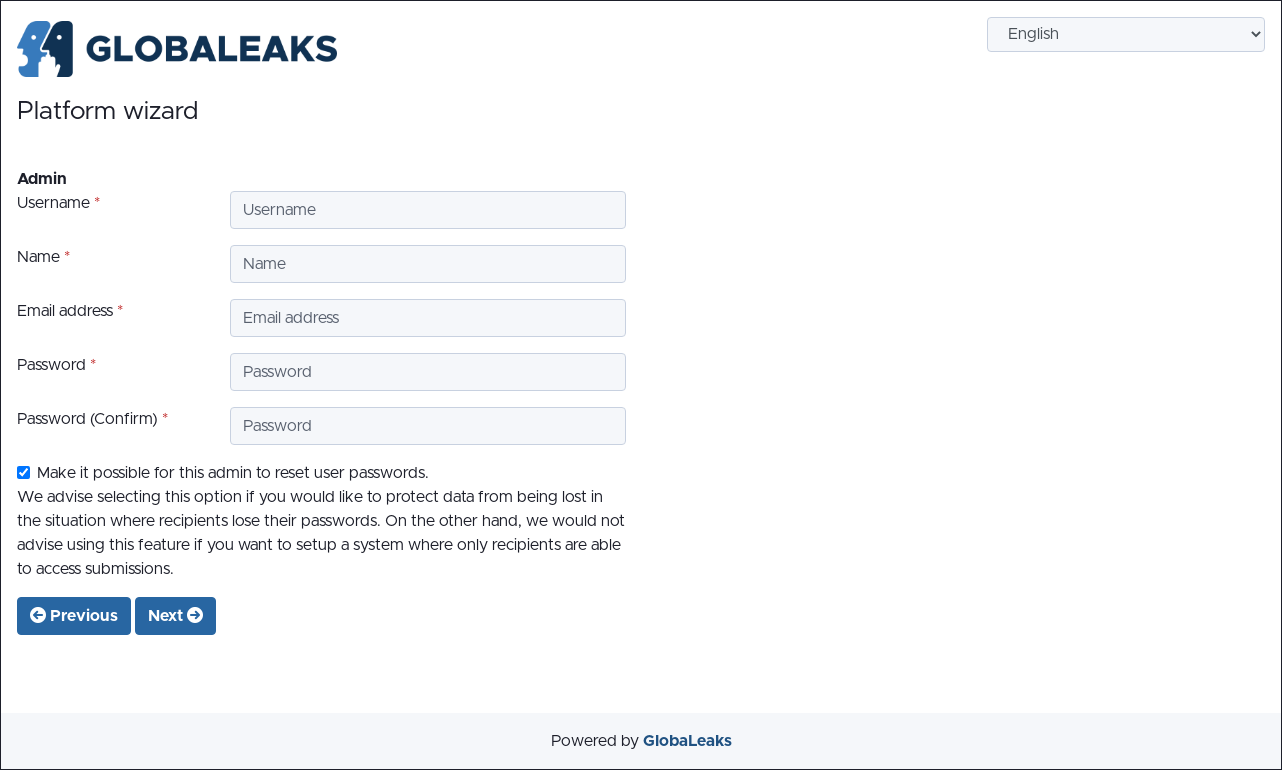 GLOBALEAKS
English
Platform wizard
Admin
Username *
Username
Name *
Name
Email address *
Email address
Password *
Password
Password (Confirm) *
Password
Make it possible for this admin to reset user passwords.
We advise selecting this option if you would like to protect data from being lost in
the situation where recipients lose their passwords. On the other hand, we would not
advise using this feature if you want to setup a system where only recipients are able
to access submissions.
Previous
Next
Powered by GlobaLeaks